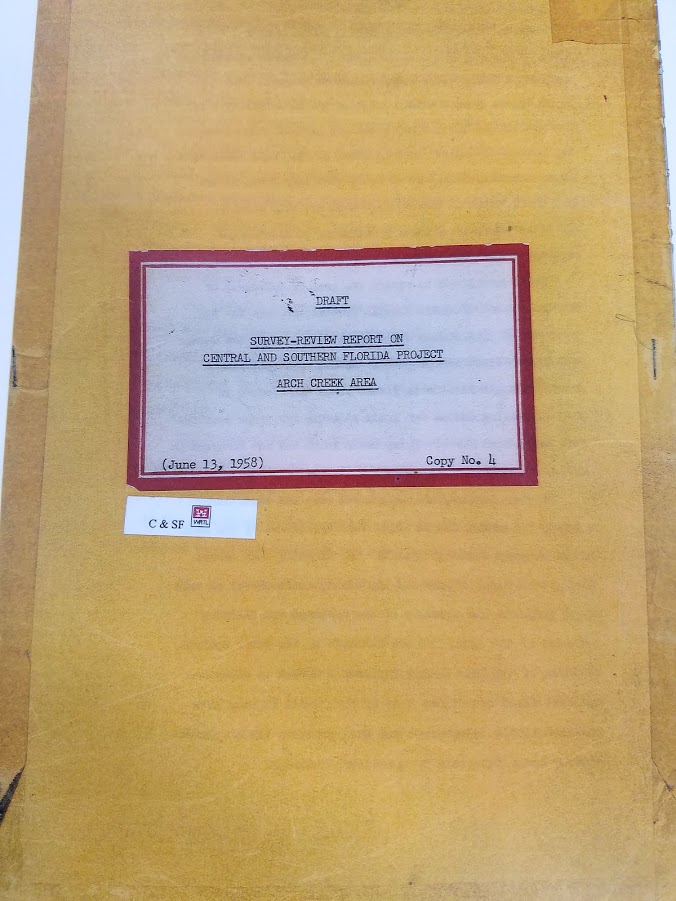 DRAFT
SURVEY-REVIEW REPORT ON
CENTRAL AND SOUTHERN FLORIDA PROJECT
ARCH CREEK AREA
(June 13, 1958) Copy No. 4
C & SF